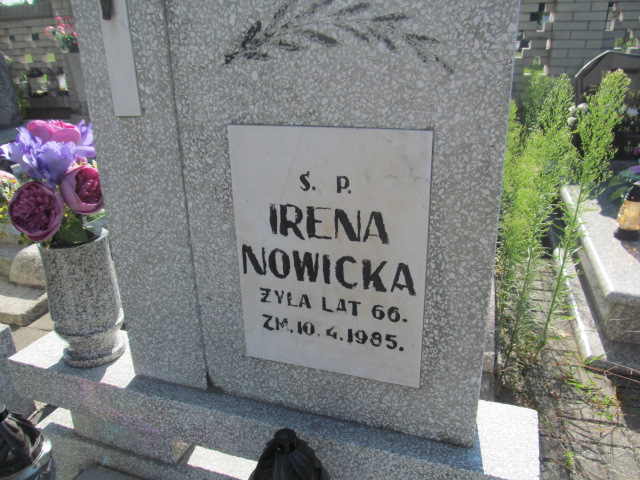 Ś. P.
IRENA
NOWICKA
ŻYŁA LAT 66.
ZM. 10. 4. 1985.